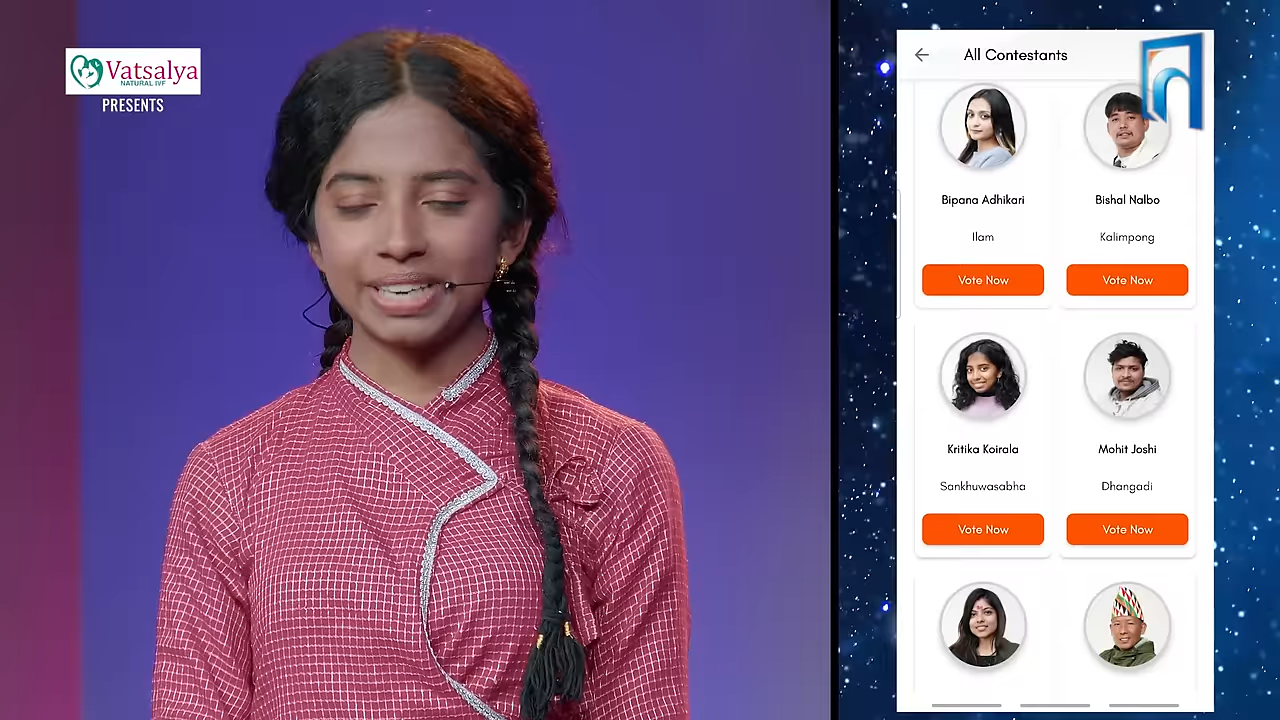 Vatsalya
NATURAL IVF
PRESENTS
All Contestants
Bipana Adhikari
Ilam
Vote Now
Bishal Nalbo
Kalimpong
Vote Now
Kritika Koirala
Sankhuwasabha
Vote Now
Mohit Joshi
Dhangadi
Vote Now